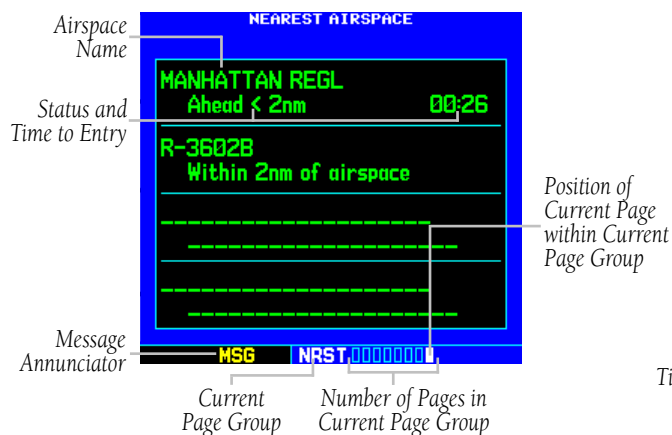 NEAREST AIRSPACE
Airspace
Name
MANHATTAN REGL
Ahead < 2nm 00:26
Status and
Time to Entry
R-3602B
Within 2nm of airspace
Position of
Current Page
within Current
Page Group
Message
Annunciator
MSG NRST
Current
Page Group
Number of Pages in
Current Page Group